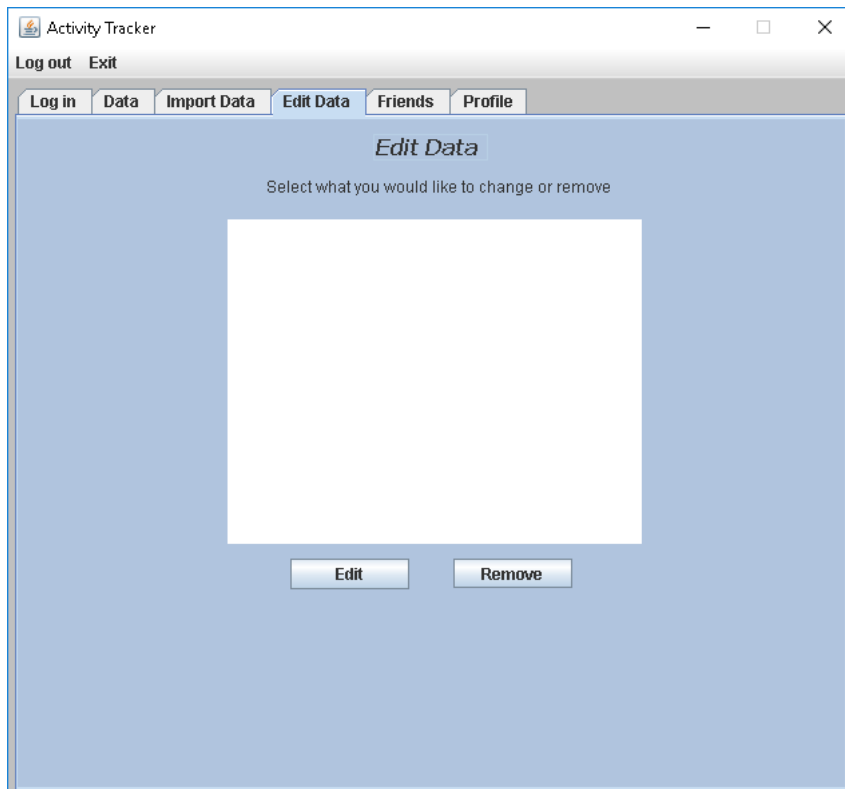 Activity Tracker
Log out Exit
Log in Data Import Data Edit Data Friends Profile
Edit Data
Select what you would like to change or remove
Edit Remove